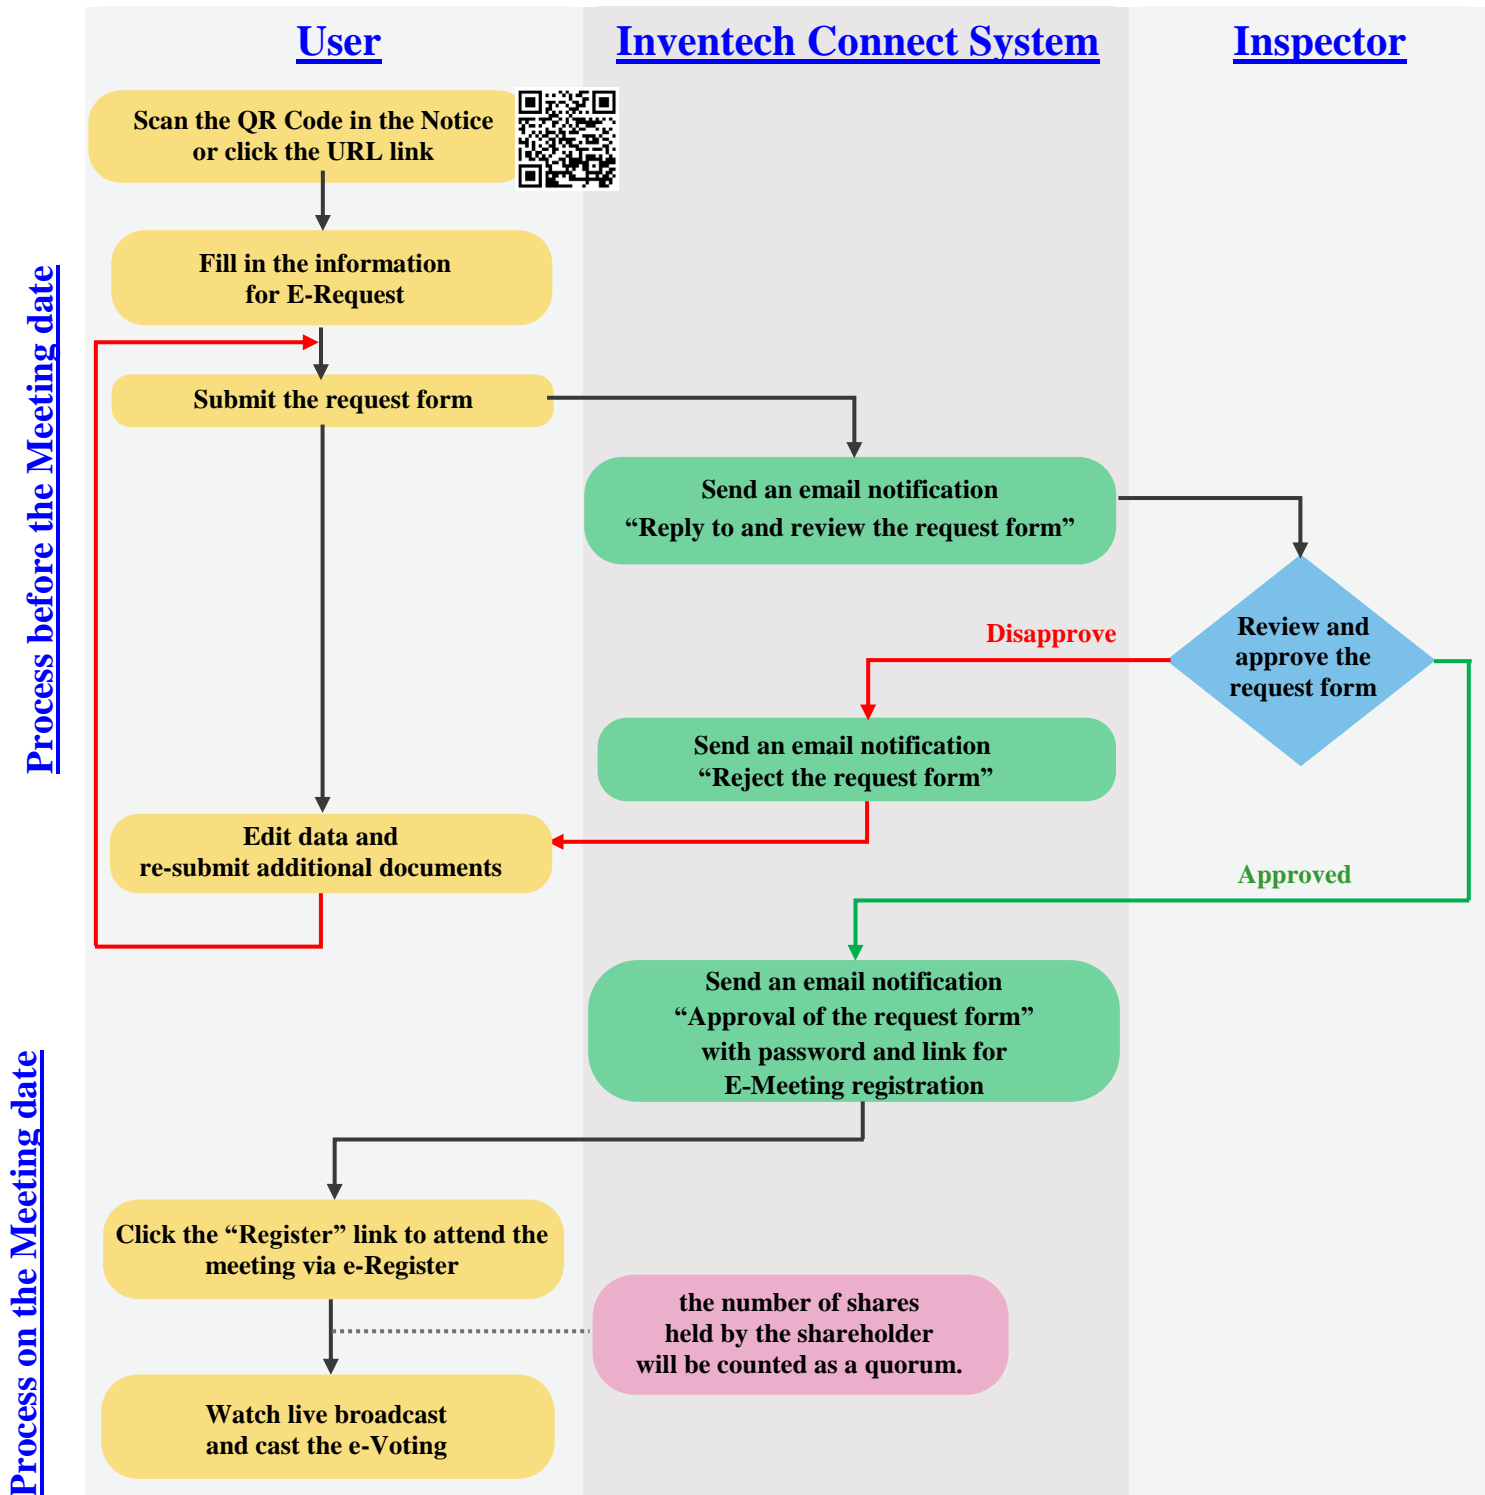 User
Inventech Connect System
Inspector
Process before the Meeting date
Scan the QR Code in the Notice
or click the URL link
Fill in the information
for E-Request
Submit the request form
Send an email notification
“Reply to and review the request form”
Review and
approve the
request form
Disapprove
Send an email notification
“Reject the request form”
Edit data and
re-submit additional documents
Approved
Send an email notification
“Approval of the request form”
with password and link for
E-Meeting registration
Process on the Meeting date
Click the “Register” link to attend the
meeting via e-Register
the number of shares
held by the shareholder
will be counted as a quorum.
Watch live broadcast
and cast the e-Voting